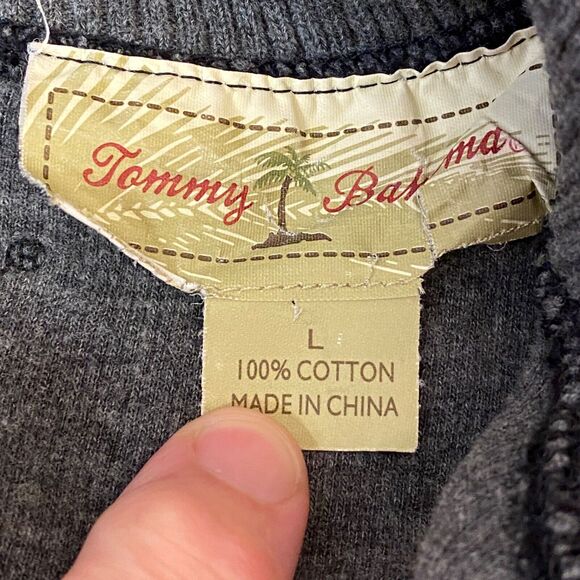 Tommy Bahama®
L
100% COTTON
MADE IN CHINA